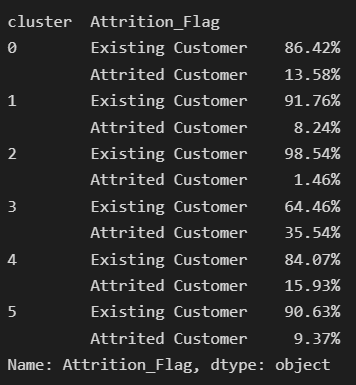 cluster  Attrition_Flag
0        Existing Customer    86.42%
         Attrited Customer    13.58%
1        Existing Customer    91.76%
         Attrited Customer     8.24%
2        Existing Customer    98.54%
         Attrited Customer     1.46%
3        Existing Customer    64.46%
         Attrited Customer    35.54%
4        Existing Customer    84.07%
         Attrited Customer    15.93%
5        Existing Customer    90.63%
         Attrited Customer     9.37%
Name: Attrition_Flag, dtype: object